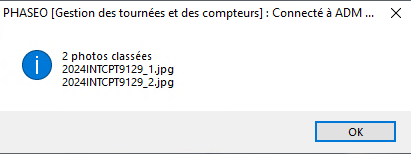 PHASEO [Gestion des tournées et des compteurs] : Connecté à ADM ...
2 photos classées
2024INTCPT9129_1.jpg
2024INTCPT9129_2.jpg
OK